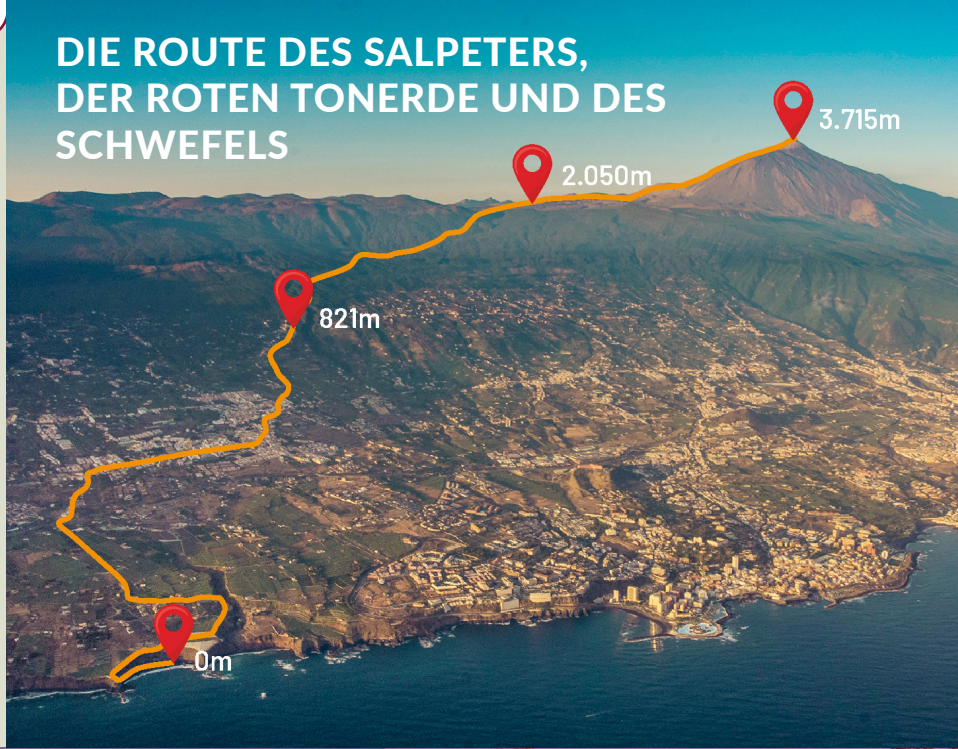 DIE ROUTE DES SALPETERS,
DER ROTEN TONERDE UND DES
SCHWEFELS
3.715m
2.050m
821m
0m